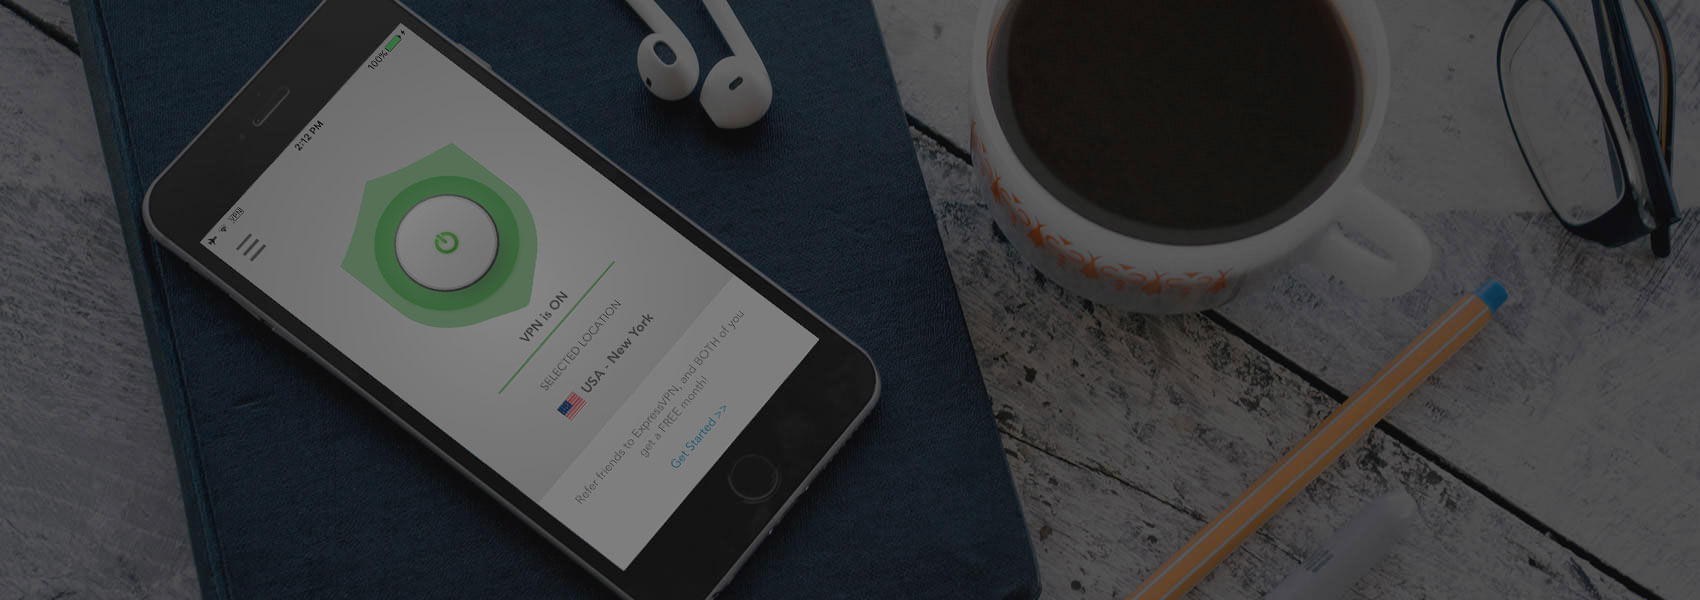 VPN
2:12 PM
100%
VPN is ON
SELECTED LOCATION
USA - New York
Refer friends to ExpressVPN, and BOTH of you
get a FREE month!
Get Started >>